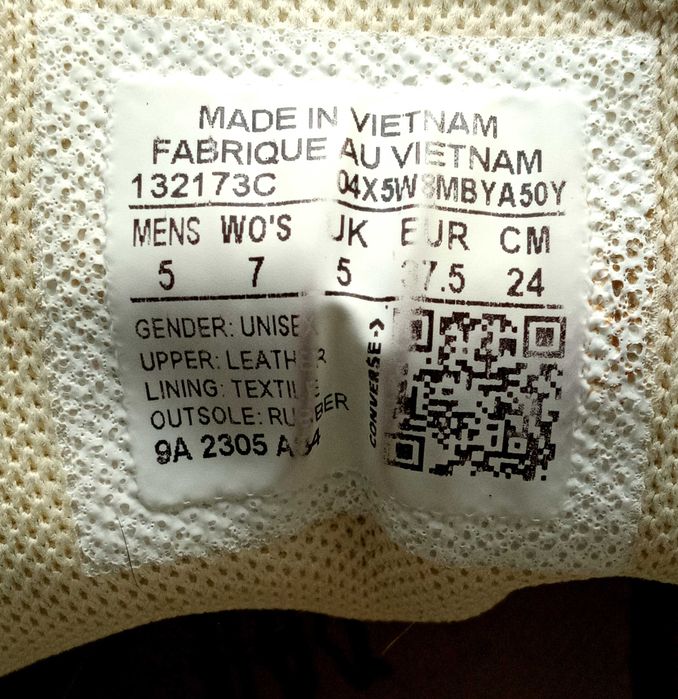 MADE IN VIETNAM
FABRIQUE AU VIETNAM
132173C
MENS WO'S UK EUR CM
5 7 5 37.5 24
GENDER: UNISEX
UPPER: LEATHER
LINING: TEXTILE
OUTSOLE: RUBBER
9A 2305
CONVERSE